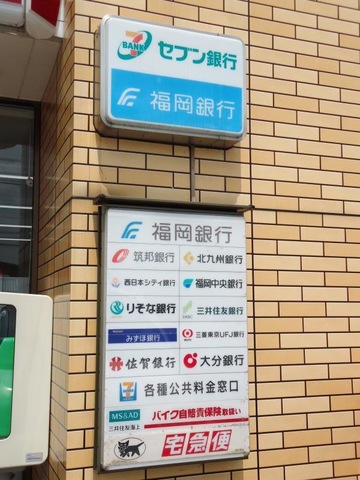 7 BANK セブン銀行
福岡銀行
福岡銀行
筑邦銀行 北九州銀行
西日本シティ銀行 福岡中央銀行
りそな銀行 SMBC 三井住友銀行
みずほ銀行 三菱東京UFJ銀行
佐賀銀行 大分銀行
各種公共料金窓口
MS&AD
三井住友海上 バイク自賠責保険取扱い
宅急便